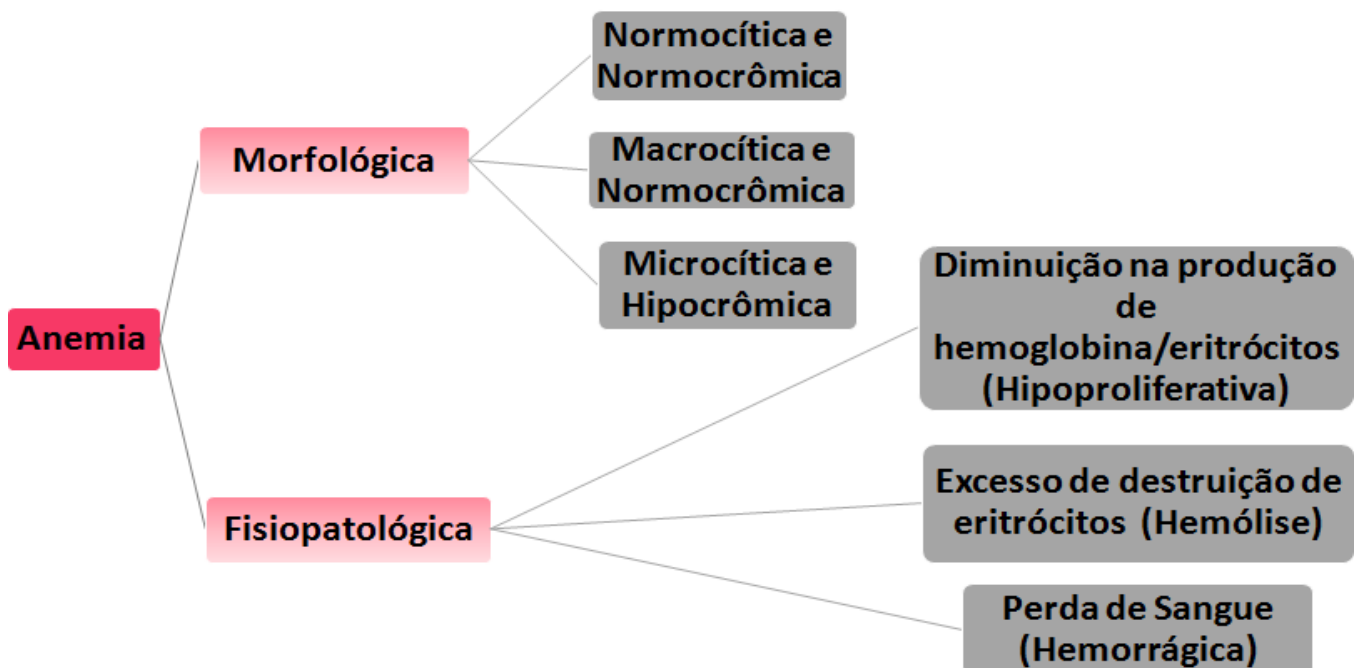 Anemia
Morfológica
Normocítica e
Normocrômica
Macrocítica e
Normocrômica
Microcítica e
Hipocrômica
Fisiopatológica
Diminuição na produção
de
hemoglobina/eritrócitos
(Hipoproliferativa)
Excesso de destruição de
eritrócitos (Hemólise)
Perda de Sangue
(Hemorrágica)